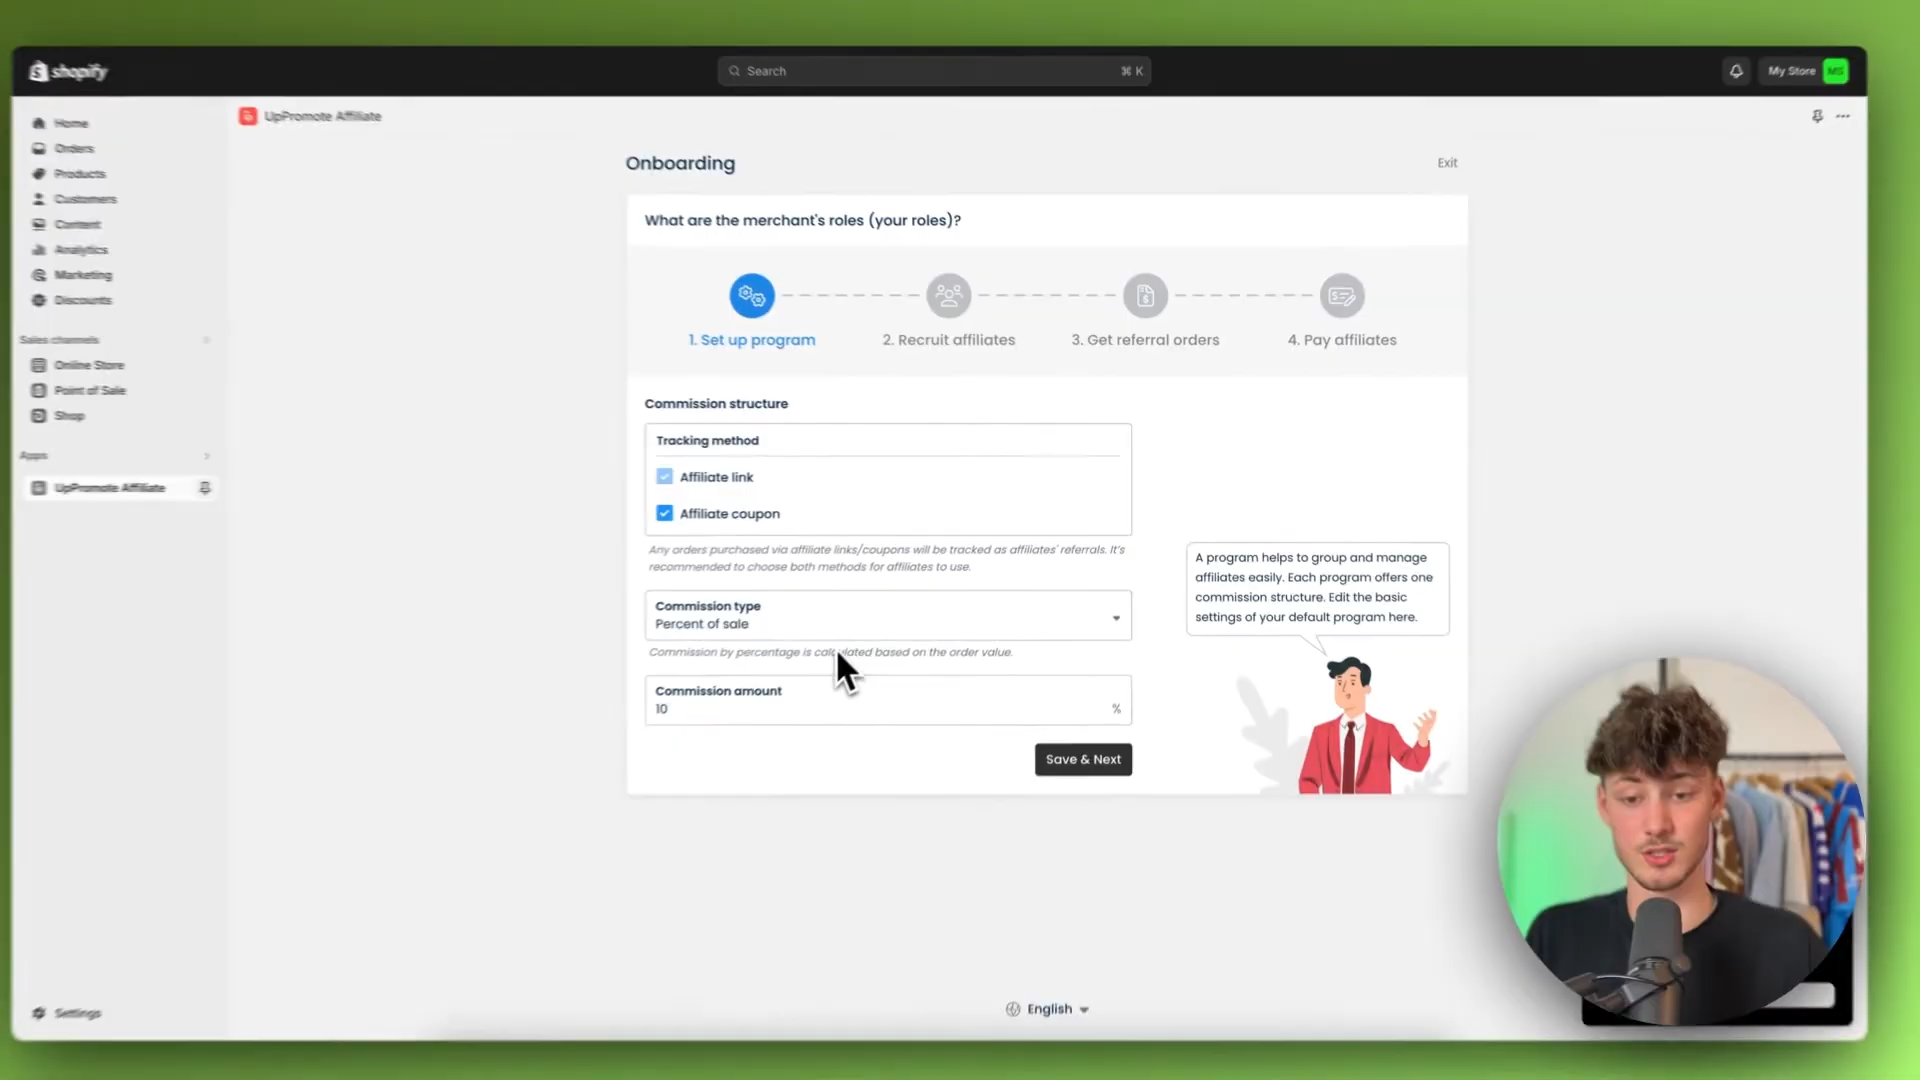 shopify
Search
⌘ K
My Store
MS
Home
Orders
Products
Customers
Content
Analytics
Marketing
Discounts
Sales channels
Online Store
Point of Sale
Shop
Apps
UpPromote Affiliate
Settings
UpPromote Affiliate
Onboarding
Exit
What are the merchant's roles (your roles)?
1. Set up program
2. Recruit affiliates
3. Get referral orders
4. Pay affiliates
Commission structure
Tracking method
Affiliate link
Affiliate coupon
Any orders purchased via affiliate links/coupons will be tracked as affiliates' referrals. It's
recommended to choose both methods for affiliates to use.
Commission type
Percent of sale
Commission by percentage is calculated based on the order value.
Commission amount
10
%
Save & Next
A program helps to group and manage
affiliates easily. Each program offers one
commission structure. Edit the basic
settings of your default program here.
English